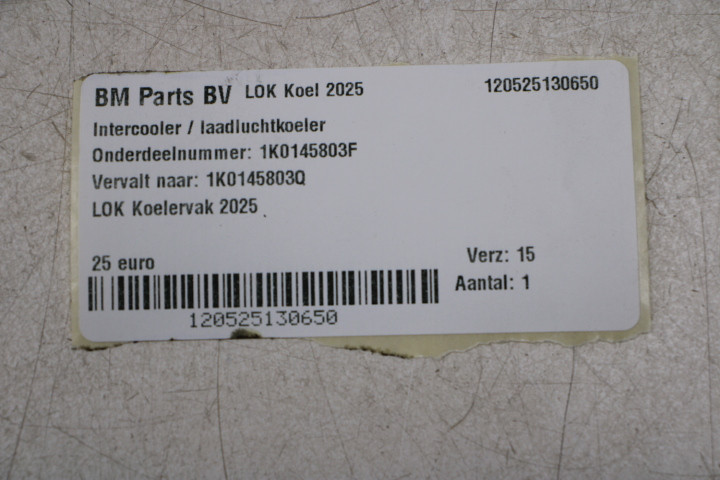 BM Parts BV LOK Koel 2025 120525130650
Intercooler / laadluchtkoeler
Onderdeelnummer: 1K0145803F
Vervalt naar: 1K0145803Q
LOK Koelervak 2025
25 euro Verz: 15
Aantal: 1
120525130650